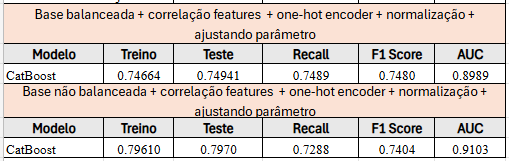 Base balanceada + correlação features + one-hot encoder + normalização +
ajustando parâmetro
Modelo Treino Teste Recall F1 Score AUC
CatBoost 0.74664 0.74941 0.7489 0.7480 0.8989
Base não balanceada + correlação features + one-hot encoder + normalização +
ajustando parâmetro
Modelo Treino Teste Recall F1 Score AUC
CatBoost 0.79610 0.7970 0.7288 0.7404 0.9103